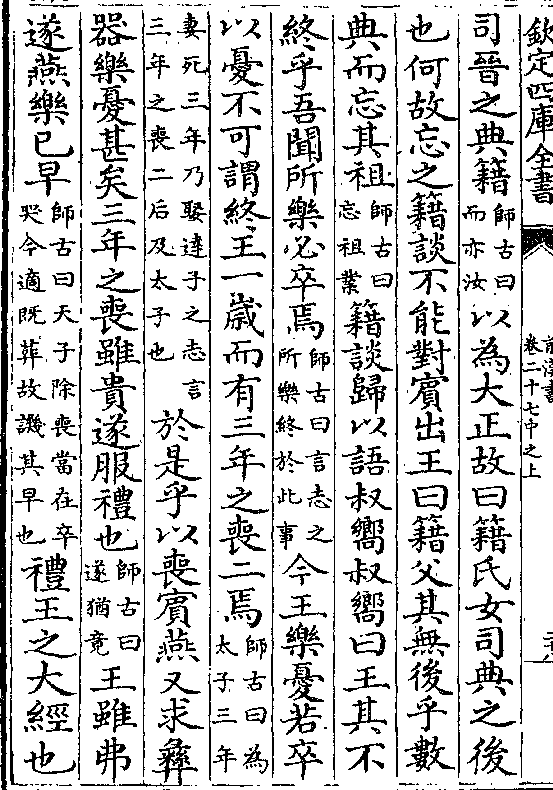 欽定四庫全書
前漢書
卷二十七中之上
司晉之典籍師古曰而亦汝以為大正故曰籍氏女司典之後
也何故忘之籍談不能對賓出王曰籍父其無後乎數
典而忘其祖師古曰忘祖業籍談歸以語叔嚮叔嚮曰王其不
終乎吾聞所樂必卒焉師古曰言志之所樂終於此事今王樂憂若卒
以憂不可謂終王一歲而有三年之喪二焉師古曰為太子三年
妻死三年乃娶達子之志言三年之喪二后及太子也於是乎以喪賓燕又求彝
器樂憂甚矣三年之喪雖貴遂服禮也師古曰遂猶竟王雖弗
遂燕樂已早師古曰天子除喪當在卒哭今適既葬故譏其早也禮王之大經也